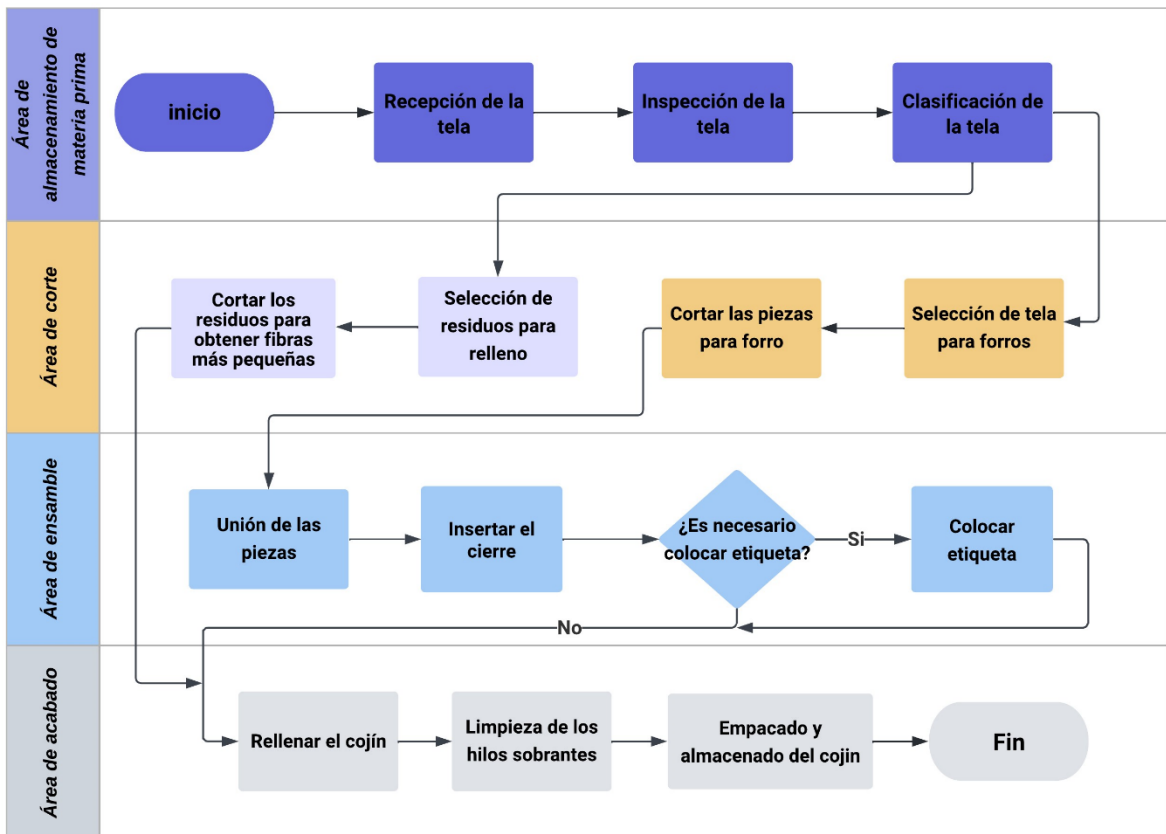 Área de
almacenamiento de
materia prima
inicio
Recepción de la
tela
Inspección de la
tela
Clasificación de
la tela
Área de corte
Cortar los
residuos para
obtener fibras
más pequeñas
Selección de
residuos para
relleno
Cortar las piezas
para forro
Selección de tela
para forros
Área de ensamble
Unión de las
piezas
Insertar el
cierre
¿Es necesario
colocar etiqueta?
Si
Colocar
etiqueta
No
Área de acabado
Rellenar el cojín
Limpieza de los
hilos sobrantes
Empacado y
almacenado del cojin
Fin